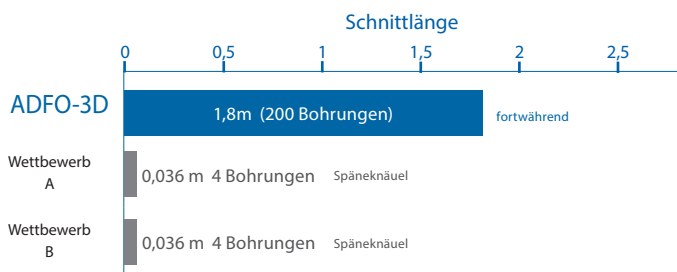 Schnittlänge
0 0,5 1 1,5 2 2,5
ADFO-3D 1,8m (200 Bohrungen) fortwährend
Wettbewerb
A
0,036 m 4 Bohrungen Späneknäuel
Wettbewerb
B
0,036 m 4 Bohrungen Späneknäuel